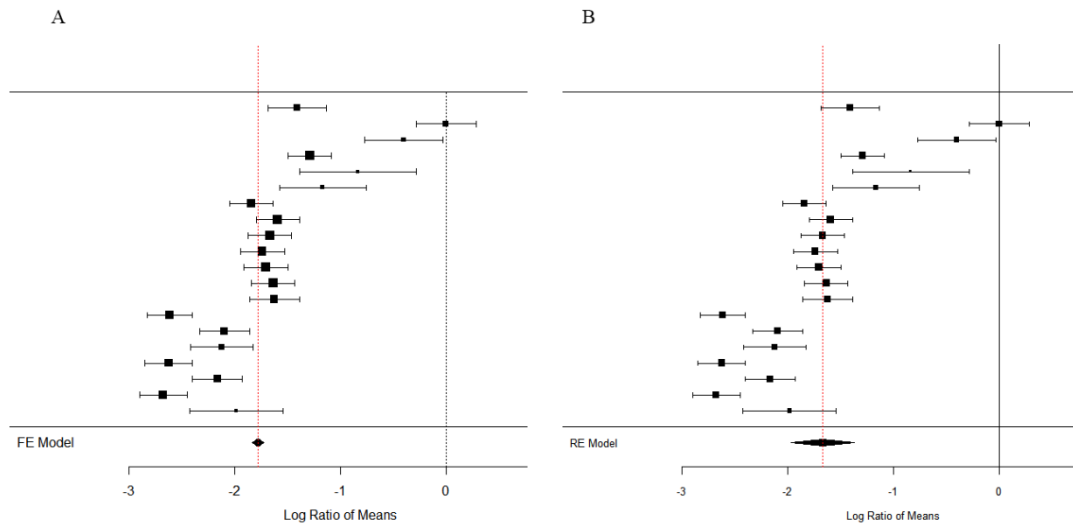 A
B
FE Model
RE Model
-3 -2 -1 0
-3 -2 -1 0
Log Ratio of Means
Log Ratio of Means